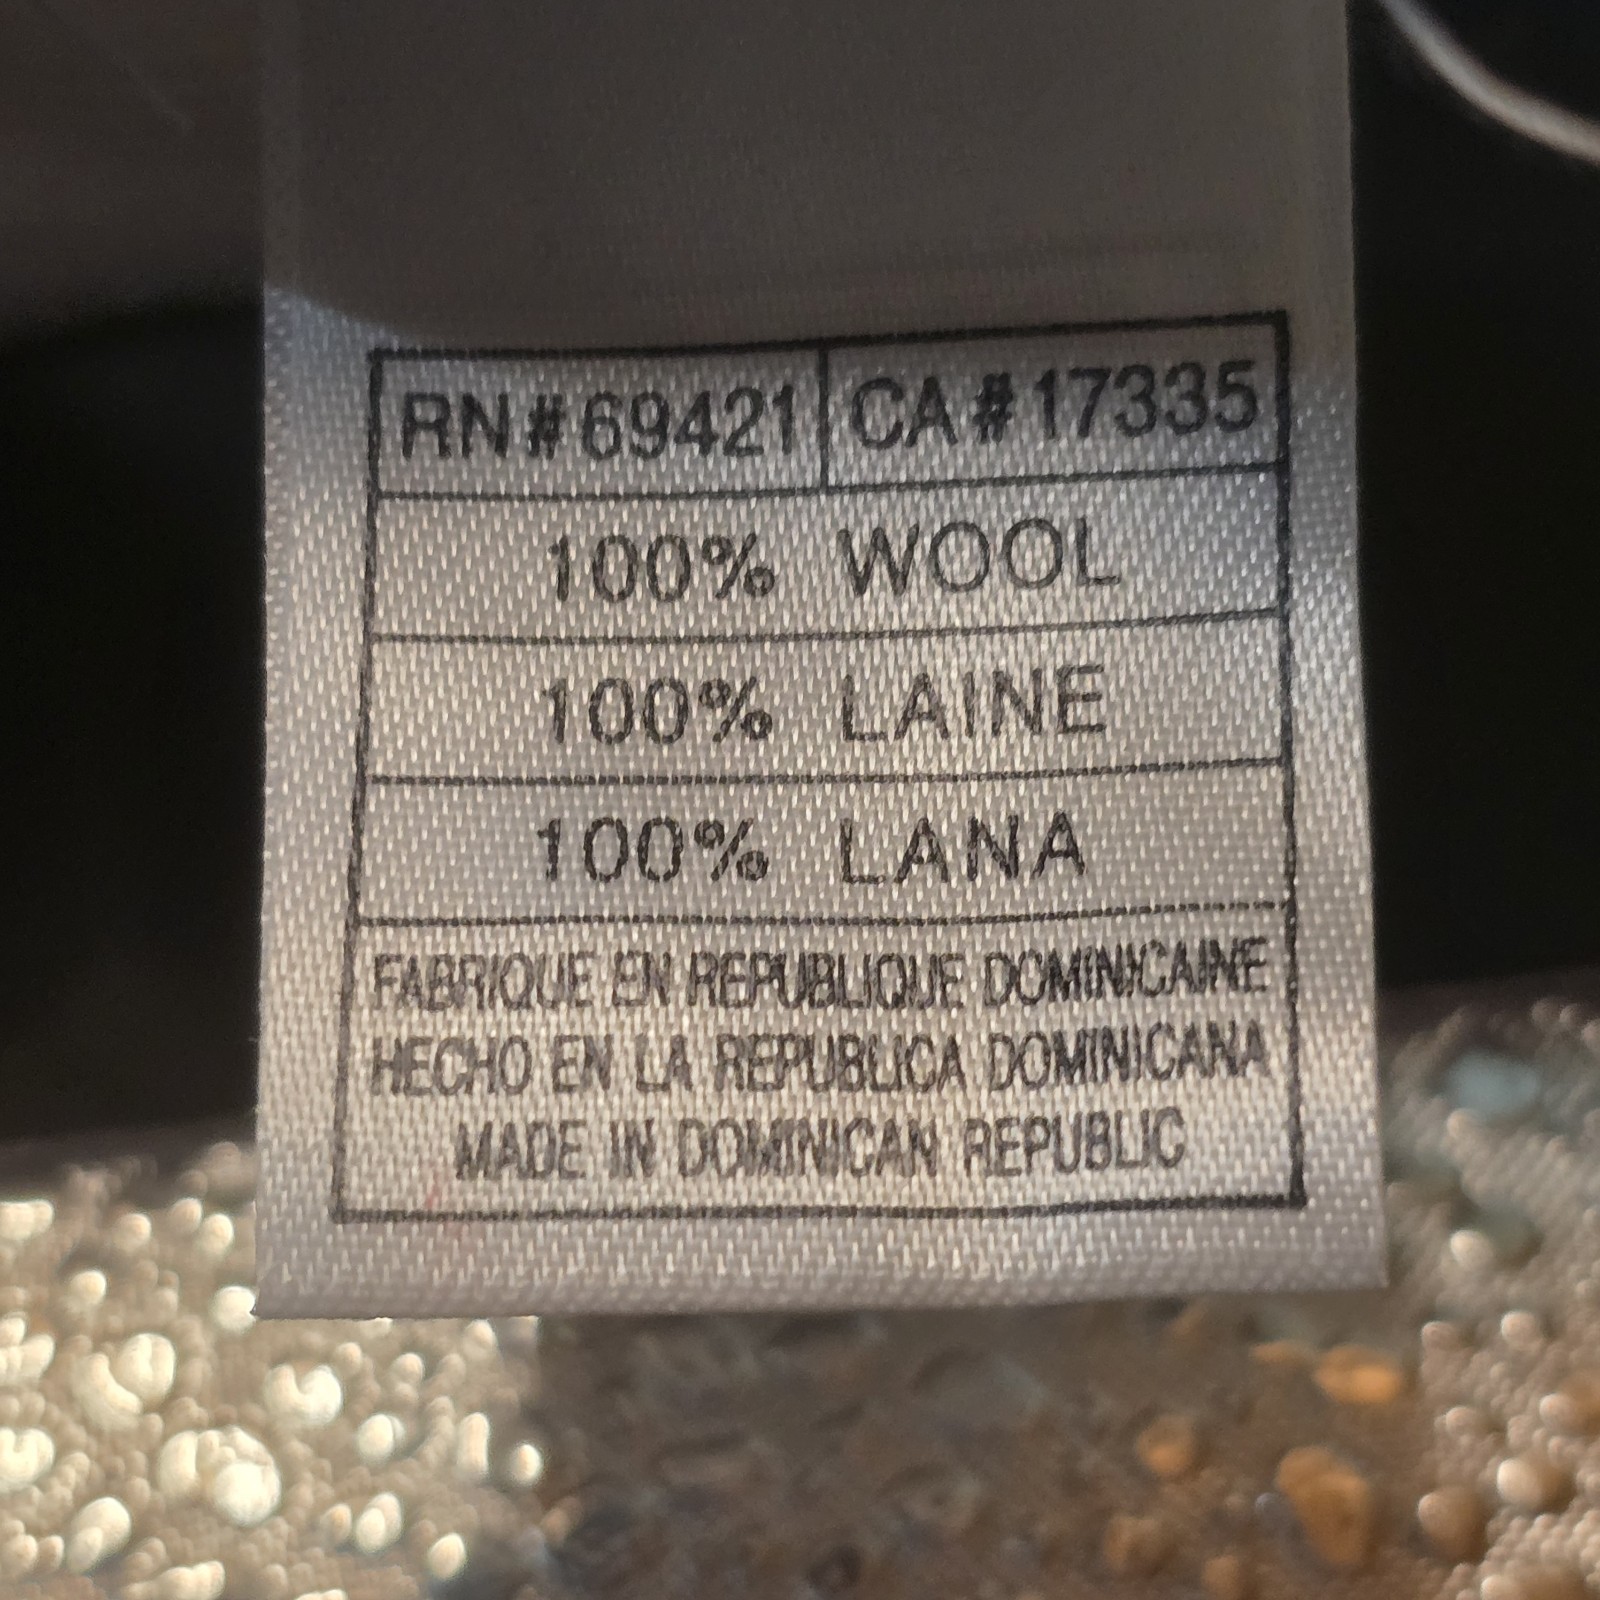 RN#69421 CA#17335
100% WOOL
100% LAINE
100% LANA
FABRIQUE EN REPUBLIQUE DOMINICAINE
HECHO EN LA REPUBLICA DOMINICANA
MADE IN DOMINICAN REPUBLIC